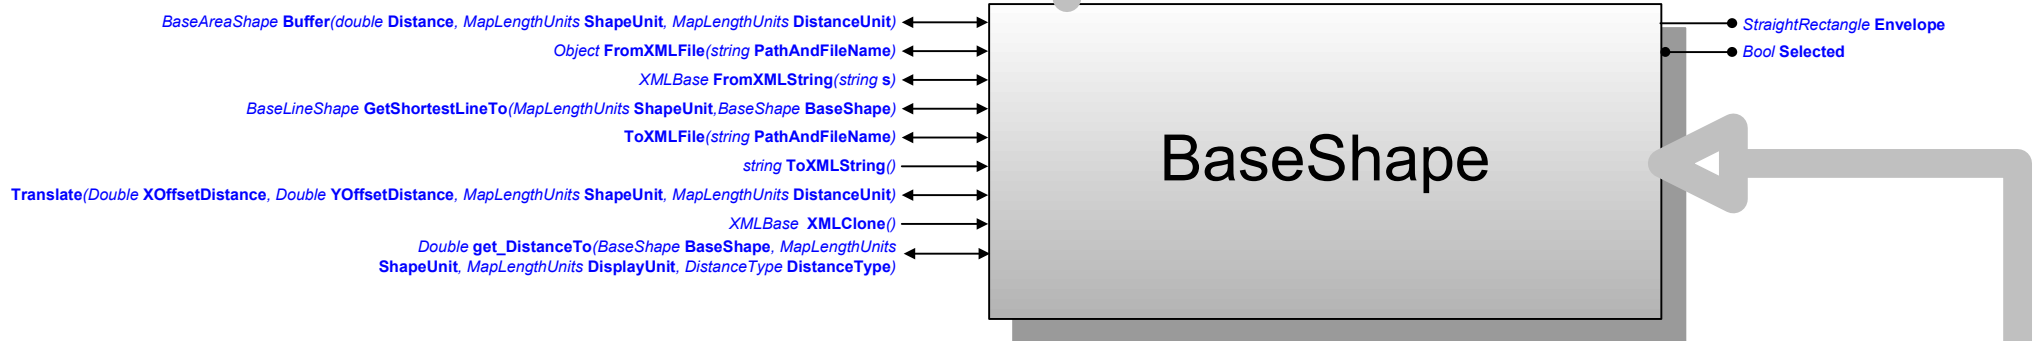 BaseAreaShape Buffer(double Distance, MapLengthUnits ShapeUnit, MapLengthUnits DistanceUnit)
Object FromXMLFile(string PathAndFileName)
XMLBase FromXMLString(string s)
BaseLineShape GetShortestLineTo(MapLengthUnits ShapeUnit,BaseShape BaseShape)
ToXMLFile(string PathAndFileName)
string ToXMLString()
Translate(Double XOffsetDistance, Double YOffsetDistance, MapLengthUnits ShapeUnit, MapLengthUnits DistanceUnit)
XMLBase XMLClone()
Double get_DistanceTo(BaseShape BaseShape, MapLengthUnits
ShapeUnit, MapLengthUnits DisplayUnit, DistanceType DistanceType)
BaseShape
StraightRectangle Envelope
Bool Selected